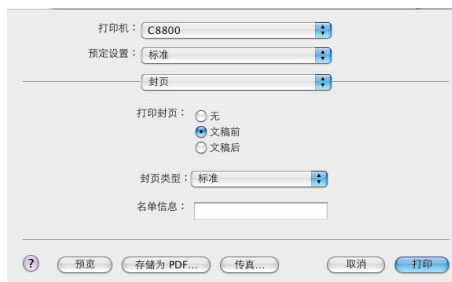 打印机： C8800
预定设置： 标准
封页
打印封页： 无
文稿前
文稿后
封页类型： 标准
名单信息：
? 预览 存储为 PDF... 传真... 取消 打印